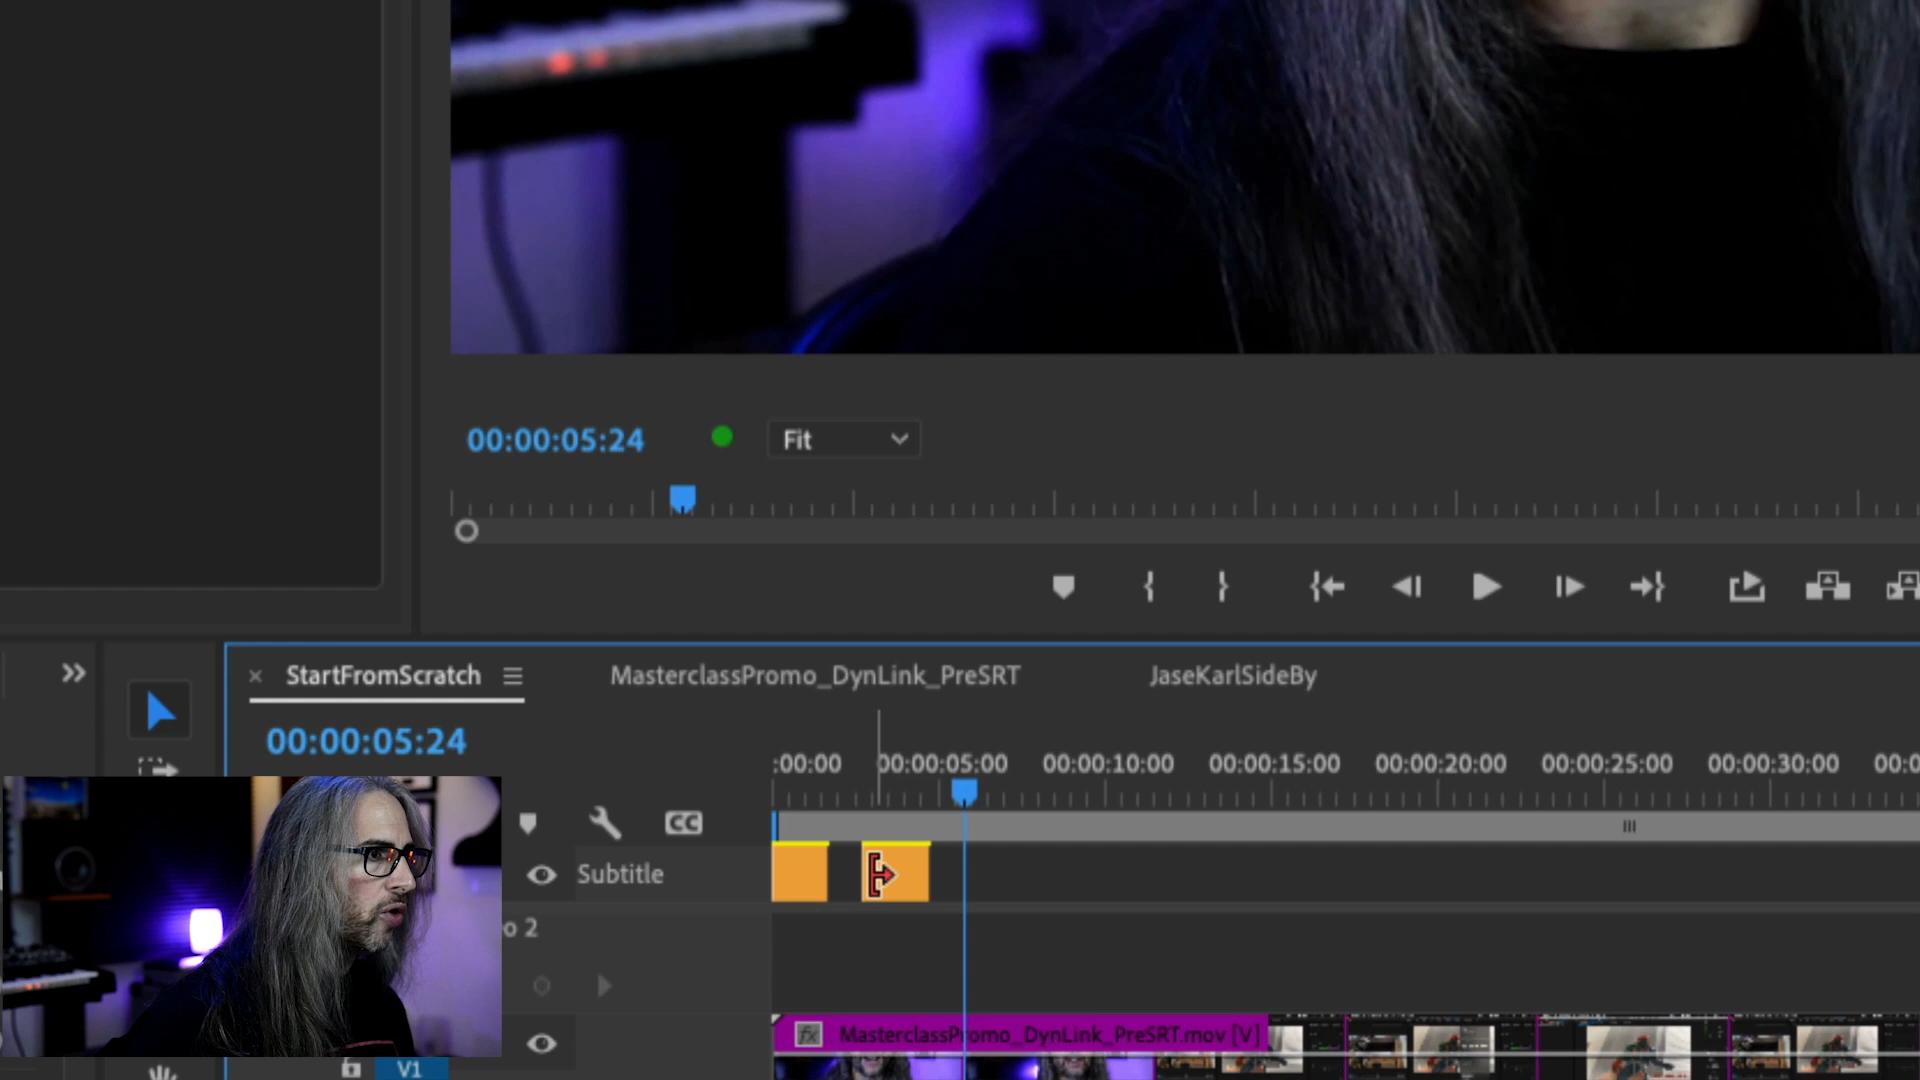 00:00:05:24
Fit
StartFromScratch
MasterclassPromo_DynLink_PreSRT
JaseKarlSideBy
00:00:05:24
:00:00
00:00:05:00
00:00:10:00
00:00:15:00
00:00:20:00
00:00:25:00
00:00:30:00
00:0
CC
Subtitle
o 2
fx
MasterclassPromo_DynLink_PreSRT.mov [V]
V1